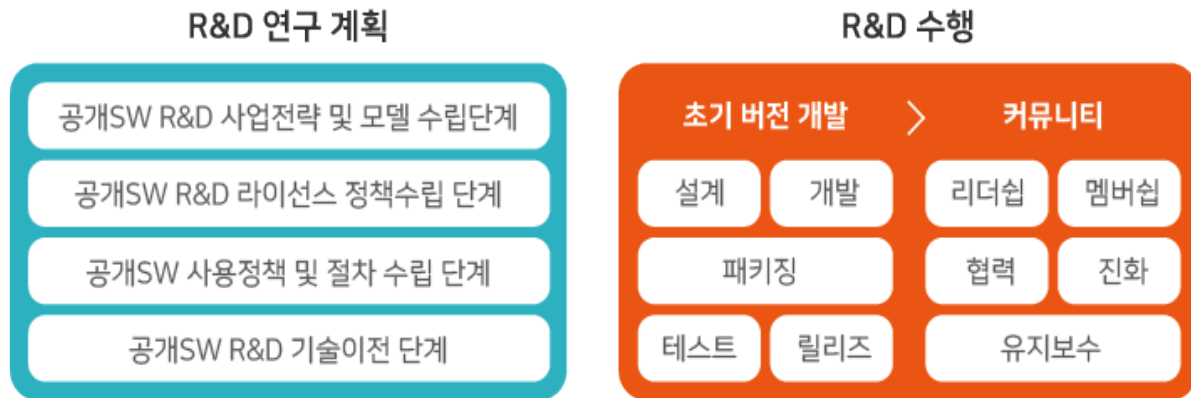 R&D 연구 계획
공개SW R&D 사업전략 및 모델 수립단계
공개SW R&D 라이선스 정책수립 단계
공개SW 사용정책 및 절차 수립 단계
공개SW R&D 기술이전 단계
R&D 수행
초기 버전 개발 > 커뮤니티
설계 개발
패키징
테스트 릴리즈
리더쉽 멤버쉽
협력 진화
유지보수